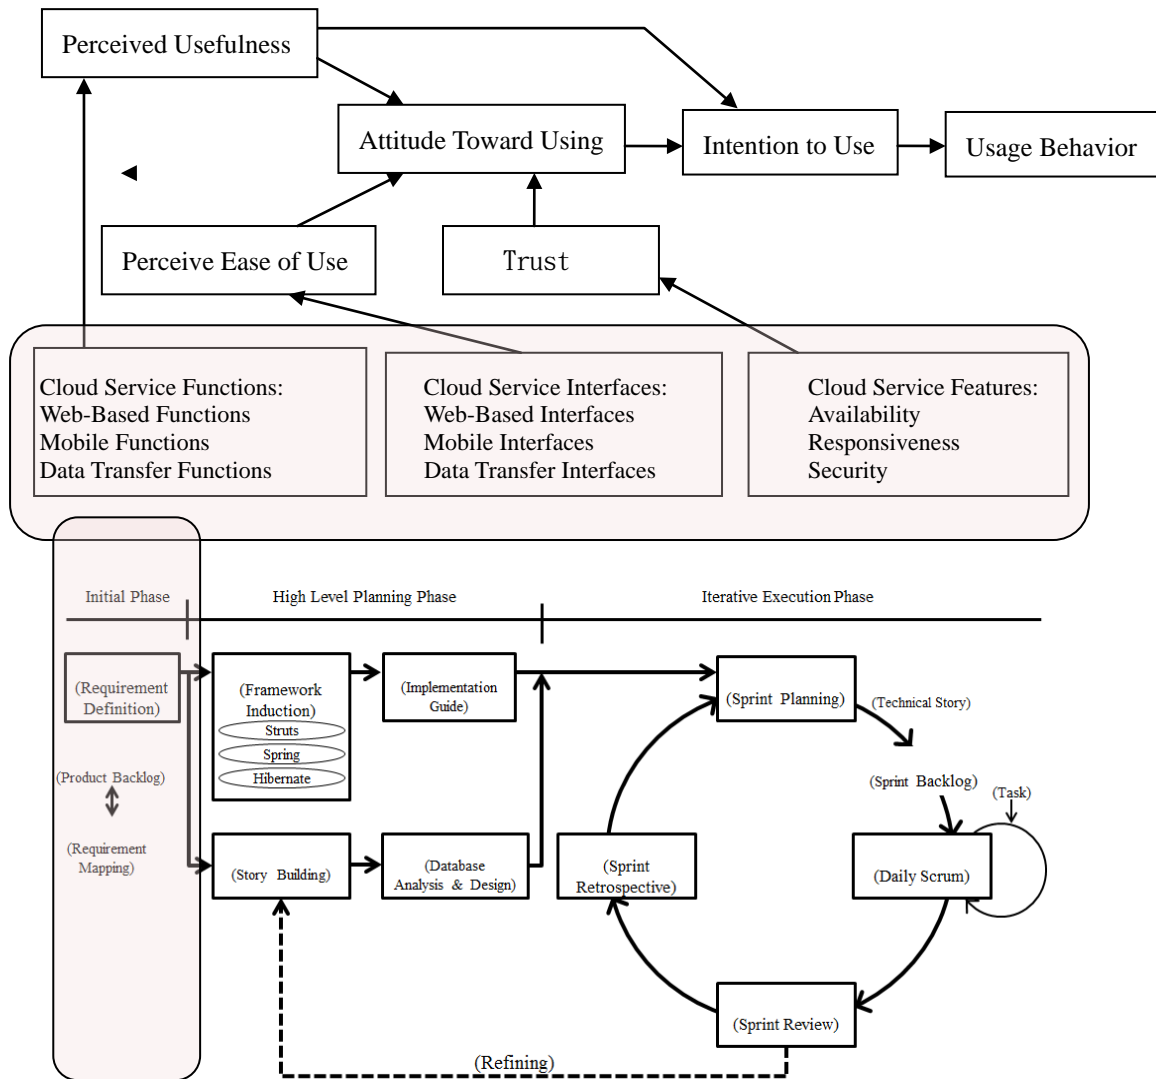 Perceived Usefulness
Attitude Toward Using
Intention to Use
Usage Behavior
Perceive Ease of Use
Trust
Cloud Service Functions:
Web-Based Functions
Mobile Functions
Data Transfer Functions
Cloud Service Interfaces:
Web-Based Interfaces
Mobile Interfaces
Data Transfer Interfaces
Cloud Service Features:
Availability
Responsiveness
Security
Initial Phase
High Level Planning Phase
Iterative Execution Phase
(Requirement
Definition)
(Framework
Induction)
Struts
Spring
Hibernate
(Implementation
Guide)
(Sprint Planning)
(Technical Story)
(Product Backlog)
(Sprint Backlog)
(Task)
(Requirement
Mapping)
(Story Building)
(Database
Analysis & Design)
(Sprint
Retrospective)
(Daily Scrum)
(Sprint Review)
(Refining)